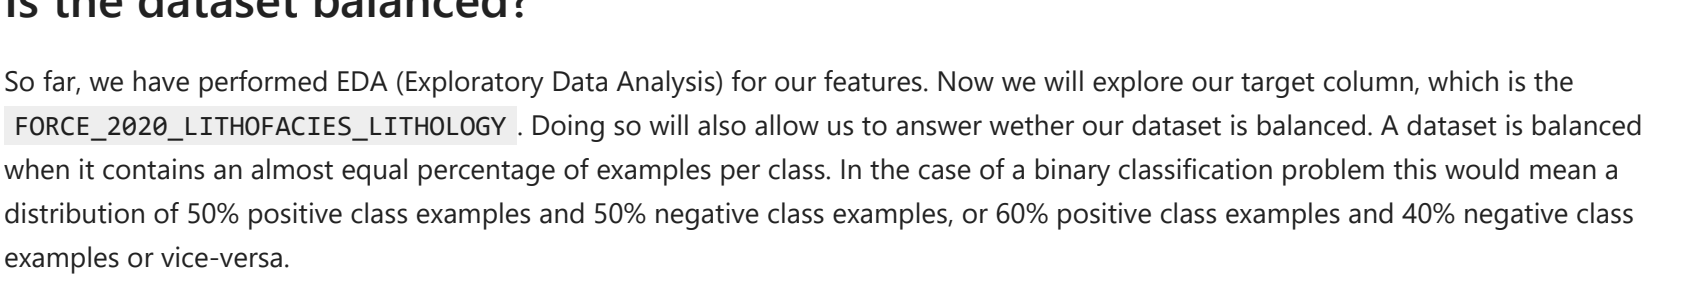 Is the dataset balanced?
So far, we have performed EDA (Exploratory Data Analysis) for our features. Now we will explore our target column, which is the
FORCE_2020_LITHOFACIES_LITHOLOGY . Doing so will also allow us to answer wether our dataset is balanced. A dataset is balanced
when it contains an almost equal percentage of examples per class. In the case of a binary classification problem this would mean a
distribution of 50% positive class examples and 50% negative class examples, or 60% positive class examples and 40% negative class
examples or vice-versa.